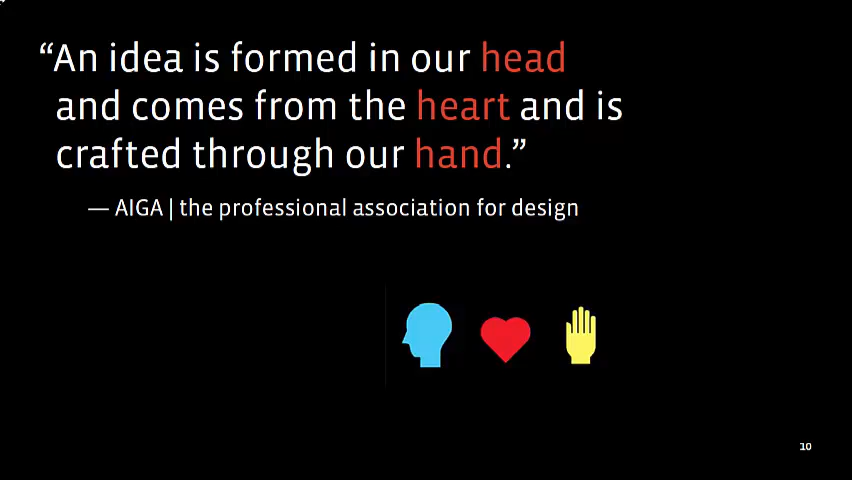 “An idea is formed in our head
and comes from the heart and is
crafted through our hand.”
— AIGA | the professional association for design
10